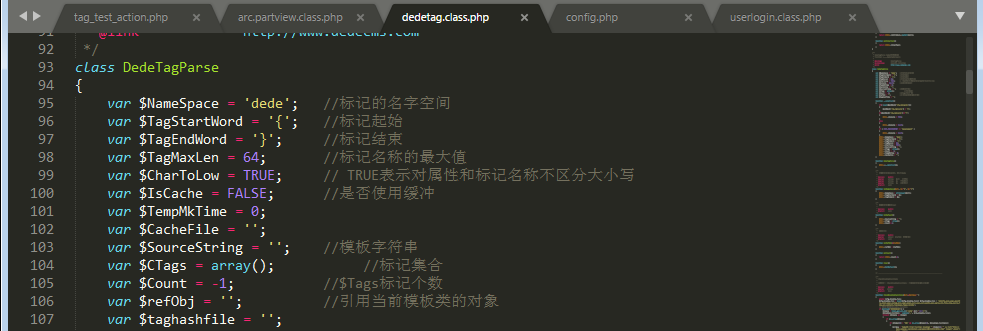 tag_test_action.php × arc.partview.class.php × dedetag.class.php × config.php × userlogin.class.php ×
91 @link http://www.dedecms.com
92 */
93 class DedeTagParse
94 {
95 var $NameSpace = 'dede'; //标记的名字空间
96 var $TagStartWord = '{'; //标记起始
97 var $TagEndWord = '}'; //标记结束
98 var $TagMaxLen = 64; //标记名称的最大值
99 var $CharToLow = TRUE; // TRUE表示对属性和标记名称不区分大小写
100 var $IsCache = FALSE; //是否使用缓冲
101 var $TempMkTime = 0;
102 var $CacheFile = '';
103 var $SourceString = ''; //模板字符串
104 var $CTags = array(); //标记集合
105 var $Count = -1; //$Tags标记个数
106 var $refObj = ''; //引用当前模板类的对象
107 var $taghashfile = '';